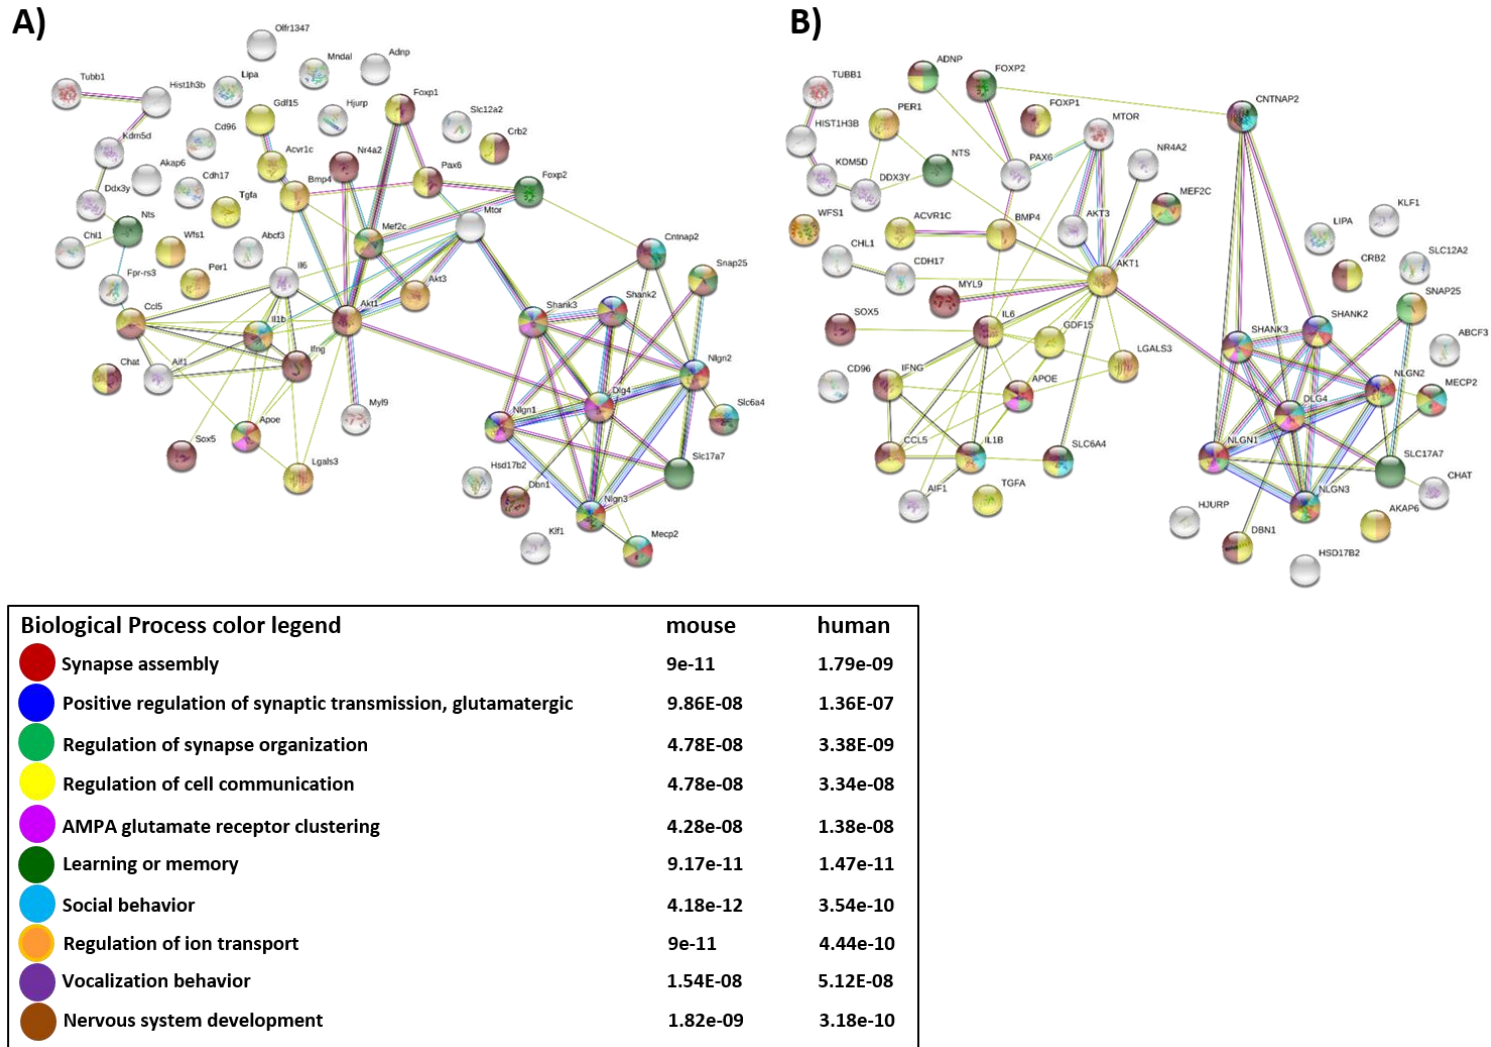 A)
Olfr1347
Mndal
Adnp
Tubb1
Hist1h3b
Lipa
Gdf15
Hjurp
Foxp1
Slc12a2
Crb2
Kdm5d
Cd96
Acvr1c
Nr4a2
Pax6
Akap6
Cdh17
Bmp4
Foxp2
Ddx3y
Tgfa
Mtor
Nts
Chl1
Wfs1
Abcf3
Mef2c
Cntnap2
Snap25
Fpr-rs3
Per1
Il6
Akt3
Ccl5
Il1b
Akt1
Shank3
Shank2
Chat
Aif1
Ifng
Nlgn2
Myl9
Dlg4
Slc6a4
Nlgn1
Sox5
Apoe
Lgals3
Hsd17b2
Dbn1
Slc17a7
Nlgn3
Klf1
Mecp2
B)
ADNP
FOXP2
TUBB1
CNTNAP2
PER1
FOXP1
MTOR
HIST1H3B
NTS
PAX6
NR4A2
KDM5D
DDX3Y
MEF2C
WFS1
ACVR1C
BMP4
AKT3
LIPA
KLF1
CHL1
CDH17
AKT1
CRB2
SLC12A2
MYL9
SNAP25
SOX5
IL6
GDF15
SHANK3
SHANK2
ABCF3
LGALS3
CD96
IFNG
APOE
NLGN2
MECP2
DLG4
CCL5
IL1B
SLC6A4
NLGN1
SLC17A7
AIF1
TGFA
NLGN3
CHAT
HJURP
DBN1
AKAP6
HSD17B2
Biological Process color legend mouse human
Synapse assembly 9e-11 1.79e-09
Positive regulation of synaptic transmission, glutamatergic 9.86E-08 1.36E-07
Regulation of synapse organization 4.78E-08 3.38E-09
Regulation of cell communication 4.78e-08 3.34e-08
AMPA glutamate receptor clustering 4.28e-08 1.38e-08
Learning or memory 9.17e-11 1.47e-11
Social behavior 4.18e-12 3.54e-10
Regulation of ion transport 9e-11 4.44e-10
Vocalization behavior 1.54E-08 5.12E-08
Nervous system development 1.82e-09 3.18e-10